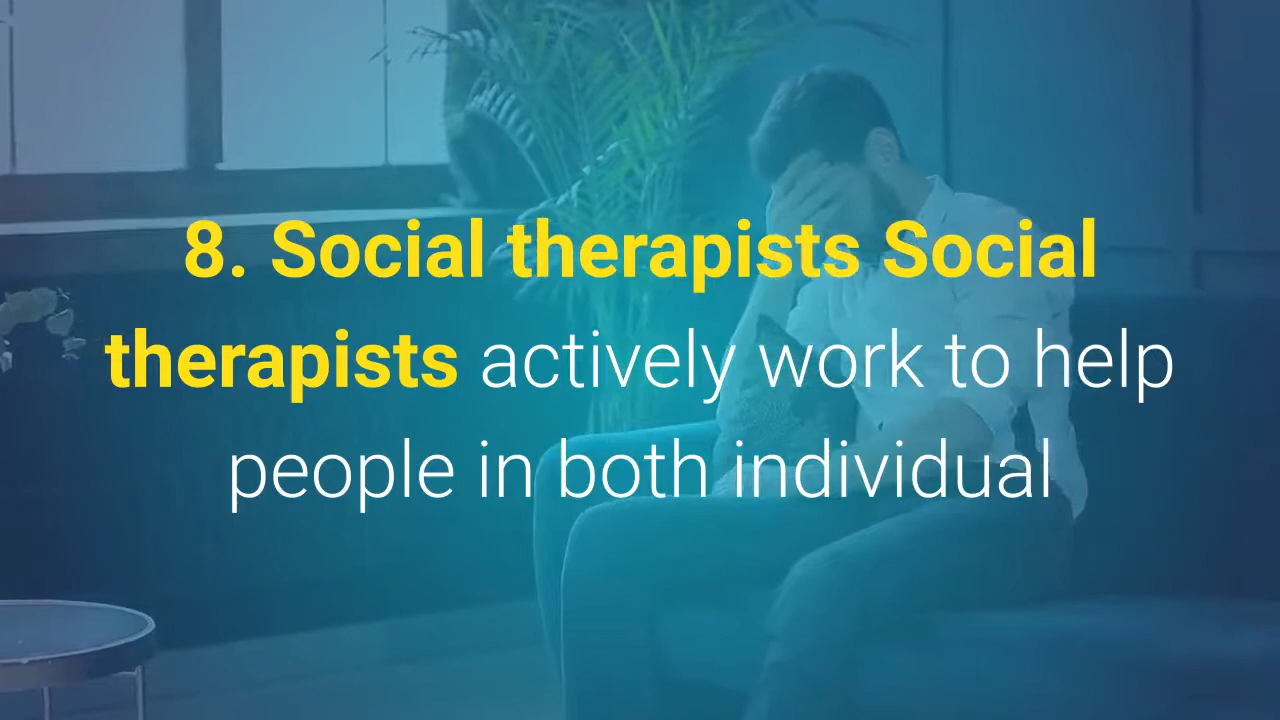 8. Social therapists Social
therapists actively work to help
people in both individual